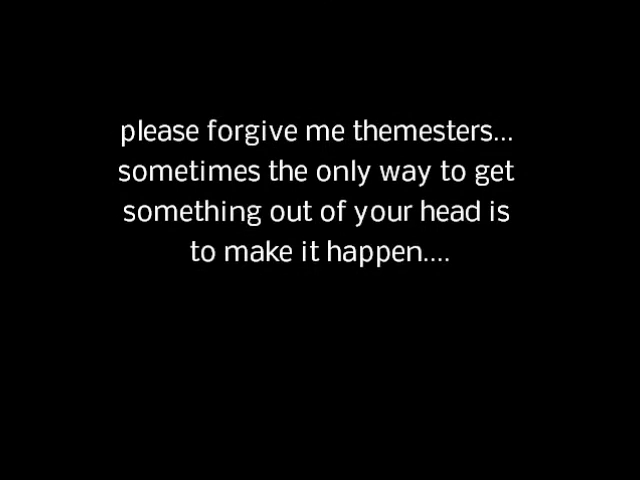 please forgive me themesters...
sometimes the only way to get
something out of your head is
to make it happen....